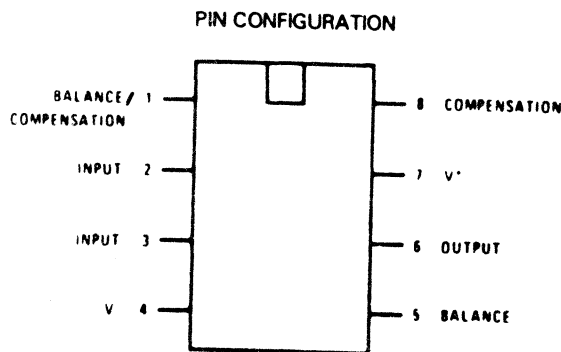 PIN CONFIGURATION
BALANCE/ 1
COMPENSATION
INPUT 2
INPUT 3
V 4
8 COMPENSATION
7 V+
6 OUTPUT
5 BALANCE